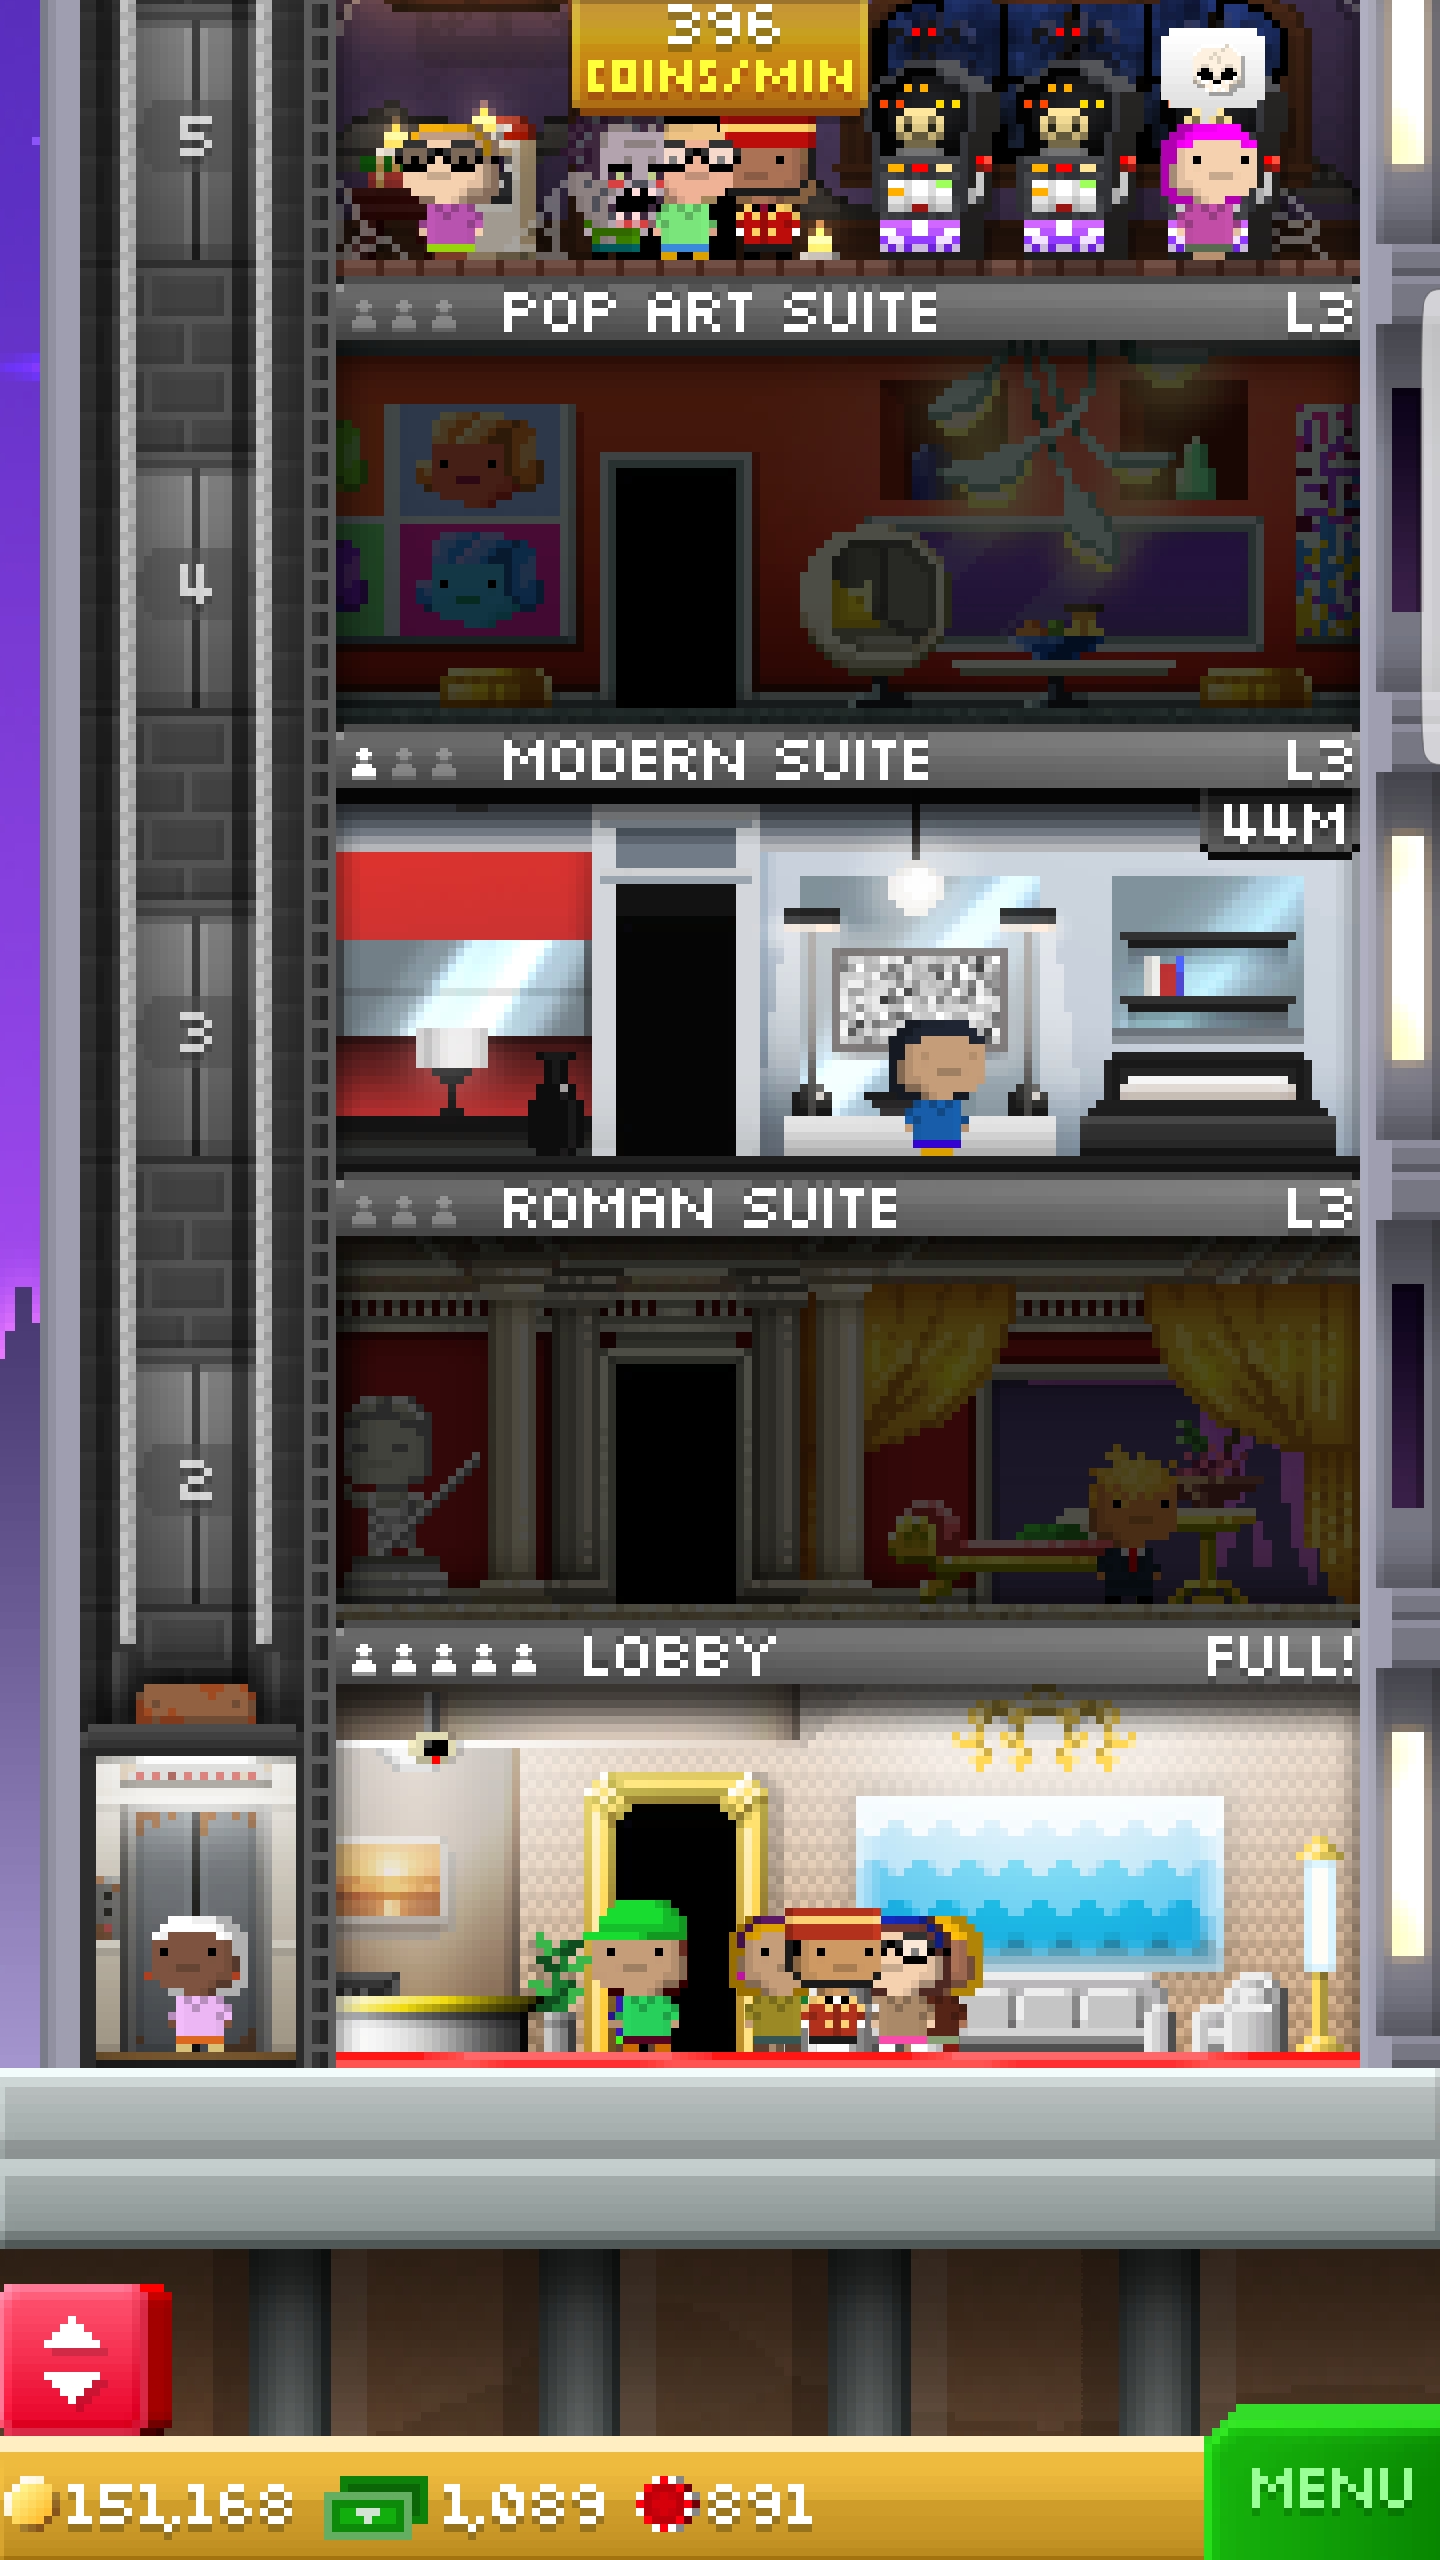 396
COINS/MIN
5
POP ART SUITE L3
4
MODERN SUITE L3
44M
3
ROMAN SUITE L3
2
LOBBY FULL!
151,168 1,089 891
MENU